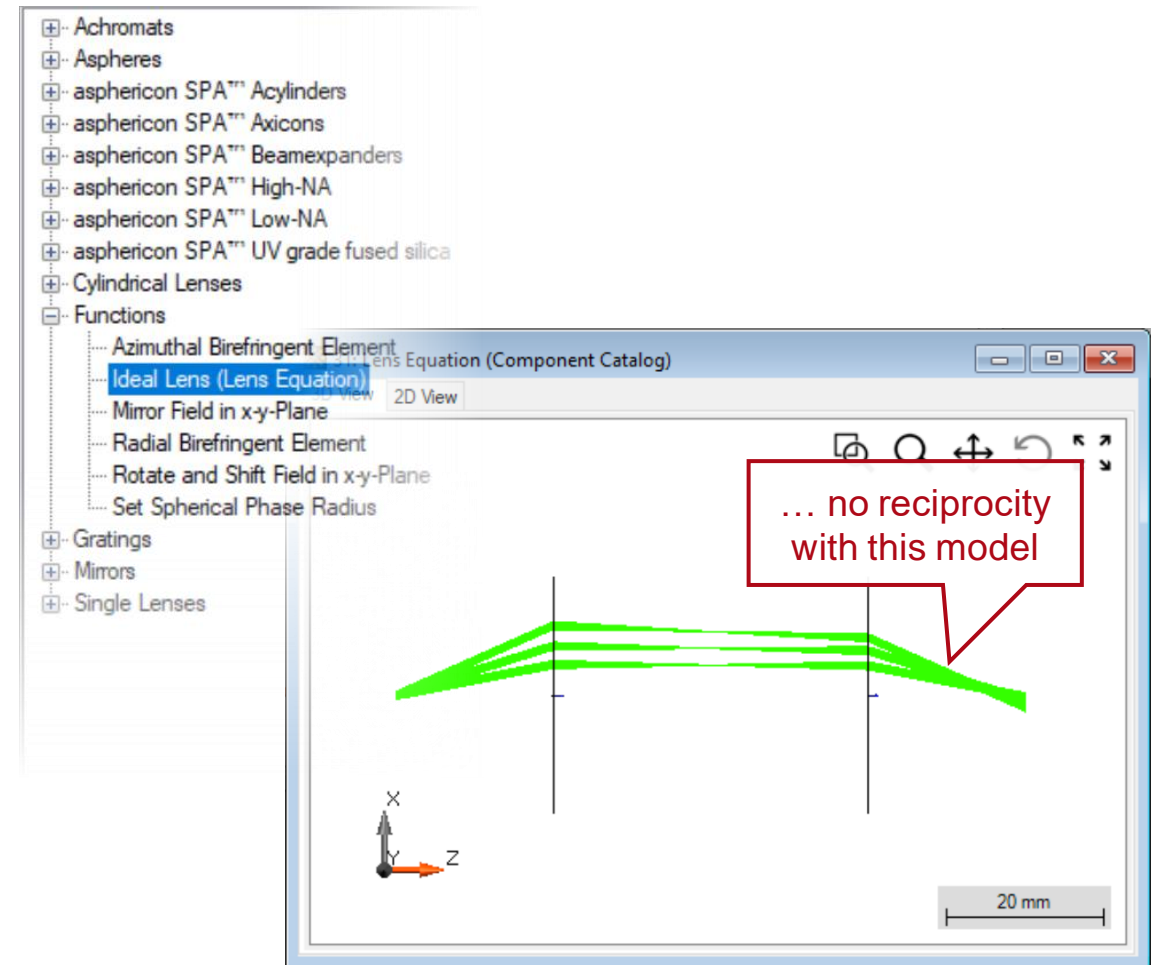 Achromats
Aspheres
asphericon SPA™ Acylinders
asphericon SPA™ Axicons
asphericon SPA™ Beamexpanders
asphericon SPA™ High-NA
asphericon SPA™ Low-NA
asphericon SPA™ UV grade fused silica
Cylindrical Lenses
Functions
Azimuthal Birefringent Element
Ideal Lens (Lens Equation)
Mirror Field in x-y-Plane
Radial Birefringent Element
Rotate and Shift Field in x-y-Plane
Set Spherical Phase Radius
Gratings
Mirrors
Single Lenses
31: Lens Equation (Component Catalog)
3D View 2D View
... no reciprocity
with this model
X
Y Z
20 mm